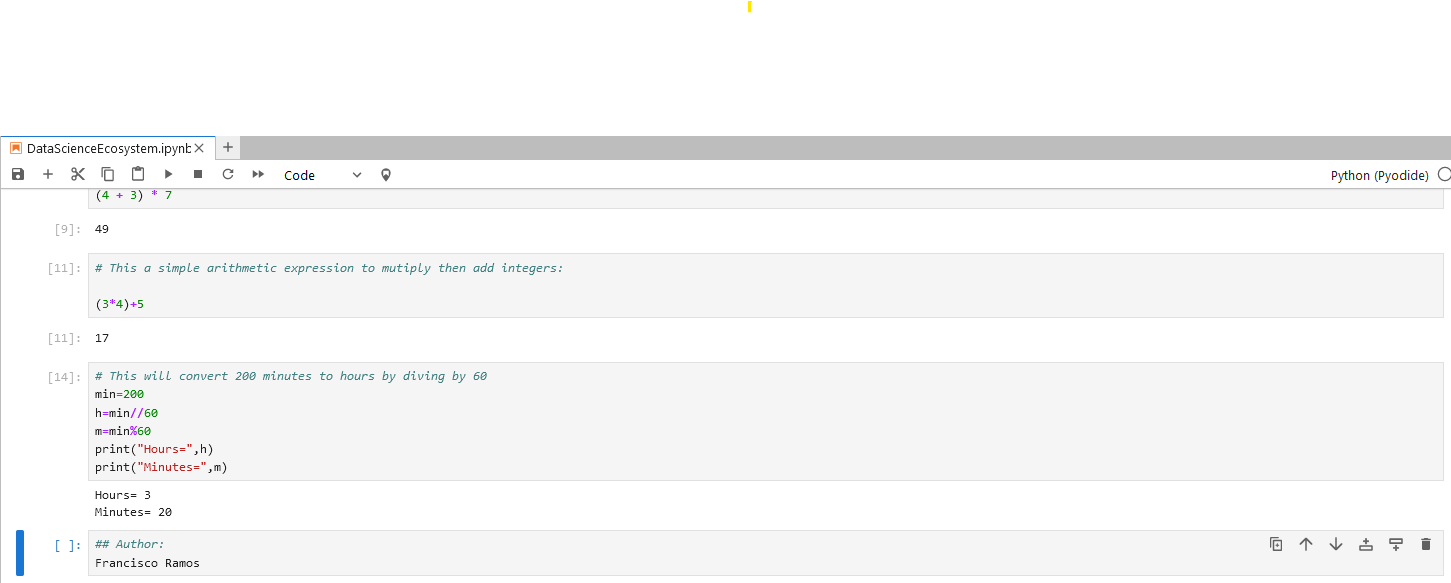 DataScienceEcosystem.ipynb
Code
Python (Pyodide)
(4 + 3) * 7
[9]: 49
[11]: # This a simple arithmetic expression to mutiply then add integers:
(3*4)+5
[11]: 17
[14]: # This will convert 200 minutes to hours by diving by 60
min=200
h=min//60
m=min%60
print("Hours=",h)
print("Minutes=",m)
Hours= 3
Minutes= 20
[ ]: ## Author:
Francisco Ramos